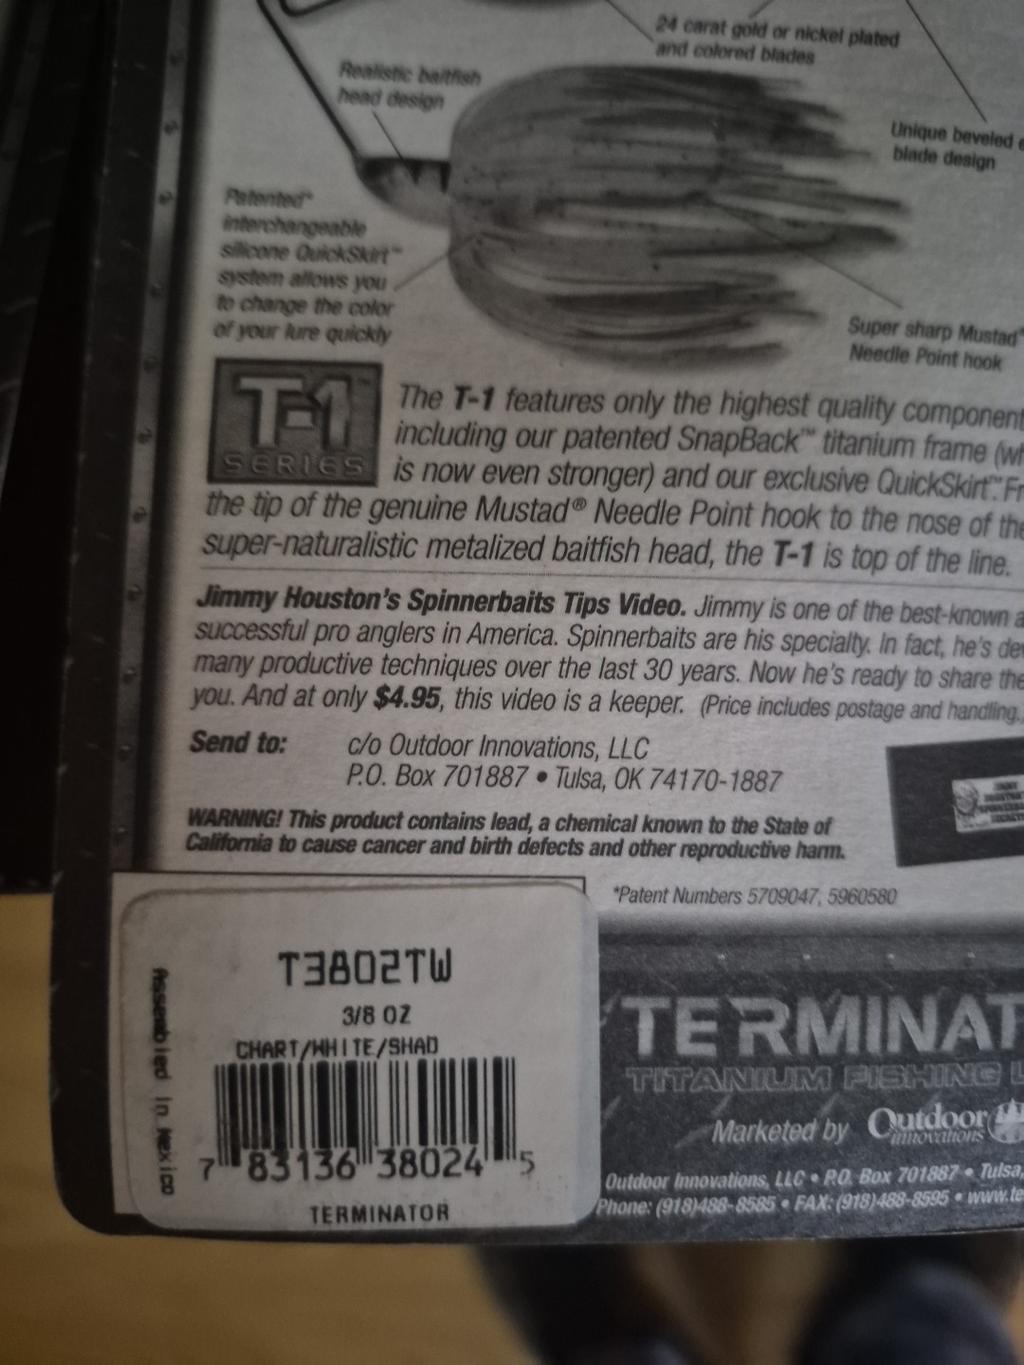 24 carat gold or nickel plated
and colored blades
Realistic baitfish
head design
Unique beveled
blade design
Patented*
interchangeable
silicone QuickSkirt™
system allows you
to change the color
of your lure quickly
Super sharp Mustad
Needle Point hook
T-1™
SERIES
The T-1 features only the highest quality component
including our patented SnapBack™ titanium frame (wh
is now even stronger) and our exclusive QuickSkirt™. Fr
the tip of the genuine Mustad® Needle Point hook to the nose of the
super-naturalistic metalized baitfish head, the T-1 is top of the line.
Jimmy Houston's Spinnerbaits Tips Video. Jimmy is one of the best-known a
successful pro anglers in America. Spinnerbaits are his specialty. In fact, he's dev
many productive techniques over the last 30 years. Now he's ready to share the
you. And at only $4.95, this video is a keeper. (Price includes postage and handling.
Send to: c/o Outdoor Innovations, LLC
P.O. Box 701887 • Tulsa, OK 74170-1887
WARNING! This product contains lead, a chemical known to the State of
California to cause cancer and birth defects and other reproductive harm.
*Patent Numbers 5709047, 5960580
T3802TW
3/8 OZ
CHART/WHITE/SHAD
7 83136 38024 5
TERMINATOR
Assembled in Mexico
TERMINAT
TITANIUM FISHING L
Marketed by Outdoor innovations
Outdoor Innovations, LLC • P.O. Box 701887 • Tulsa,
Phone: (918)488-8585 • FAX: (918)488-8595 • www.te